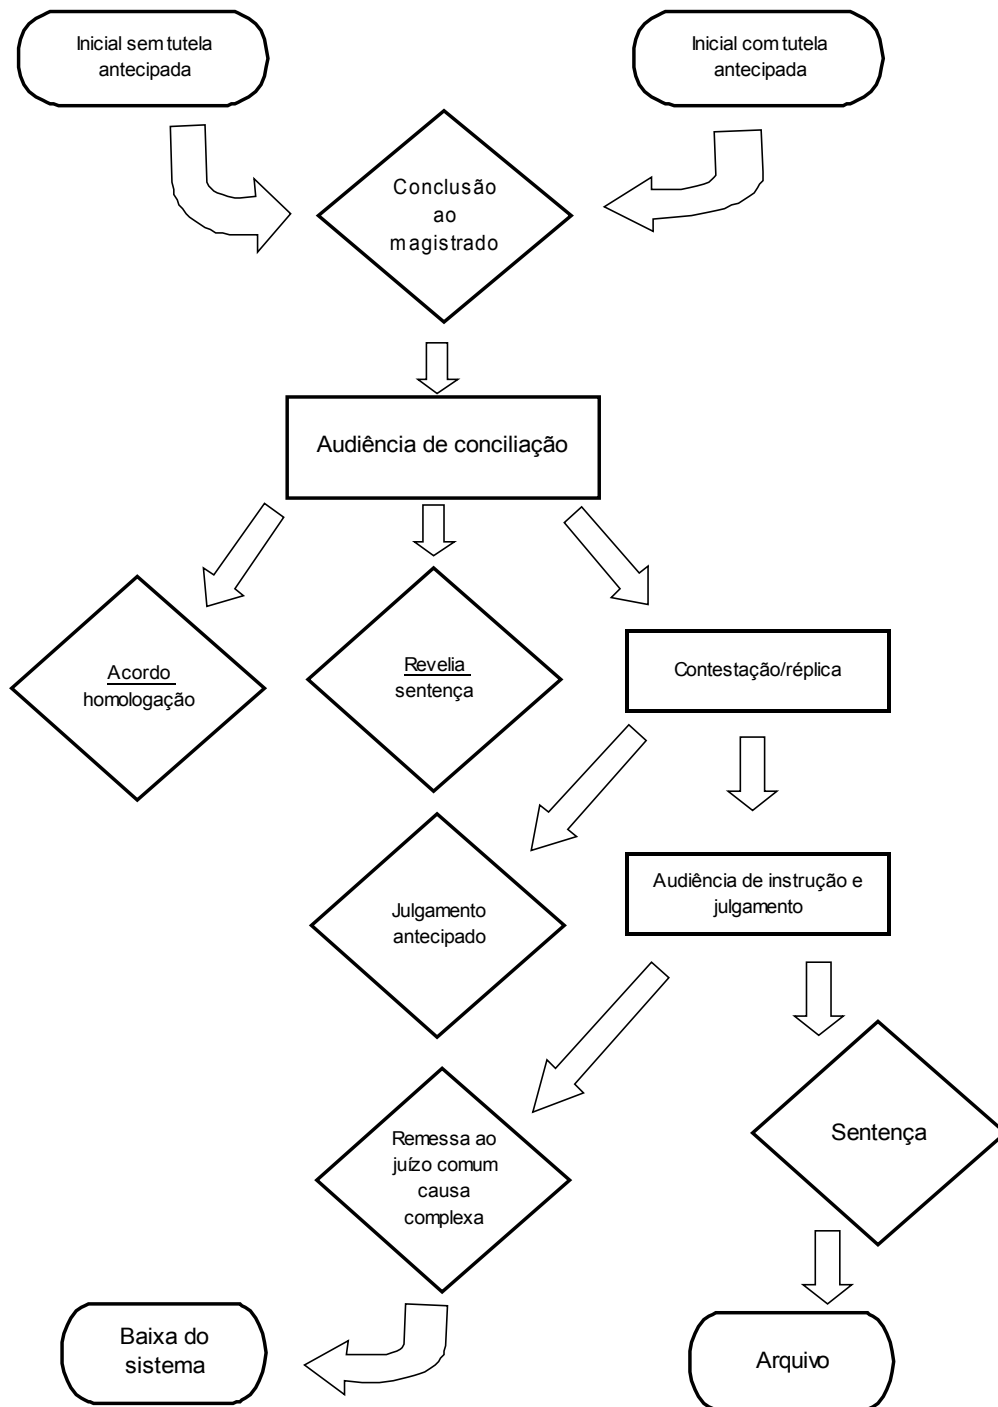 Inicial sem tutela
antecipada
Inicial com tutela
antecipada
Conclusão
ao
magistrado
Audiência de conciliação
Acordo
homologação
Revelia
sentença
Contestação/réplica
Julgamento
antecipado
Audiência de instrução e
julgamento
Remessa ao
juízo comum
causa
complexa
Sentença
Baixa do
sistema
Arquivo